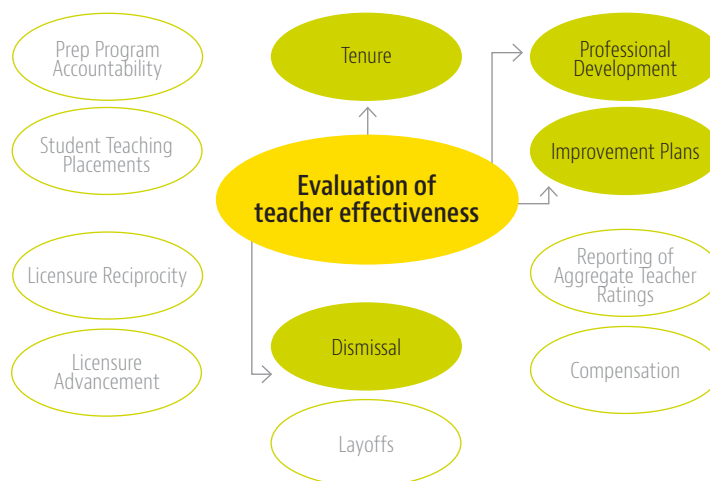 Prep Program
Accountability
Tenure
Professional
Development
Student Teaching
Placements
Improvement Plans
Evaluation of
teacher effectiveness
Licensure Reciprocity
Reporting of
Aggregate Teacher
Ratings
Dismissal
Licensure
Advancement
Compensation
Layoffs